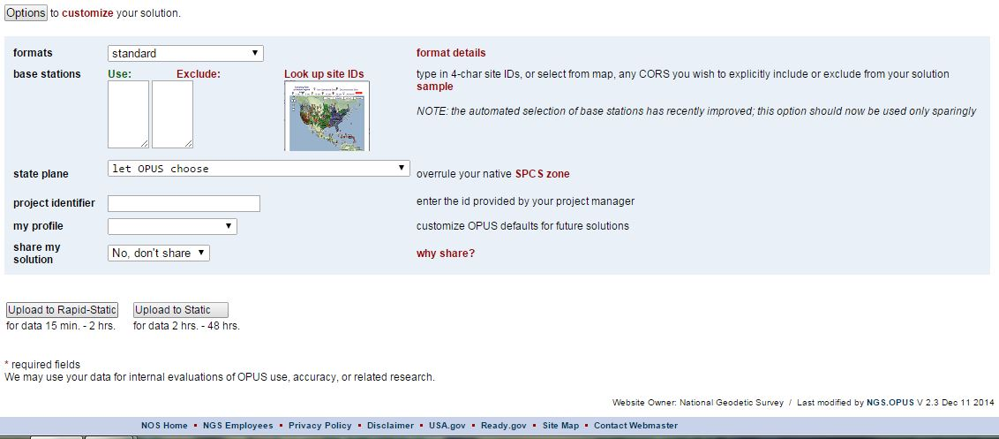 Options to customize your solution.
formats standard format details
base stations Use: Exclude: Look up site IDs type in 4-char site IDs, or select from map, any CORS you wish to explicitly include or exclude from your solution
sample
NOTE: the automated selection of base stations has recently improved; this option should now be used only sparingly
state plane let OPUS choose overrule your native SPCS zone
project identifier enter the id provided by your project manager
my profile customize OPUS defaults for future solutions
share my
solution No, don't share why share?
Upload to Rapid-Static Upload to Static
for data 15 min. - 2 hrs. for data 2 hrs. - 48 hrs.
* required fields
We may use your data for internal evaluations of OPUS use, accuracy, or related research.
Website Owner: National Geodetic Survey / Last modified by NGS.OPUS V 2.3 Dec 11 2014
NOS Home ▪ NGS Employees ▪ Privacy Policy ▪ Disclaimer ▪ USA.gov ▪ Ready.gov ▪ Site Map ▪ Contact Webmaster